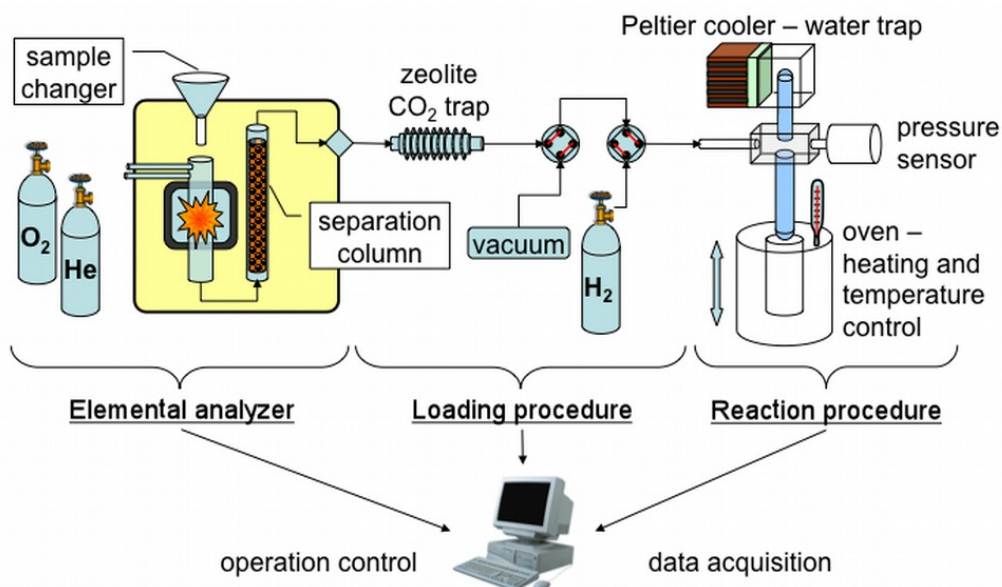 Peltier cooler – water trap
sample
changer
zeolite
CO₂ trap
pressure
sensor
O₂
He
separation
column
vacuum
H₂
oven –
heating and
temperature
control
Elemental analyzer
Loading procedure
Reaction procedure
operation control
data acquisition